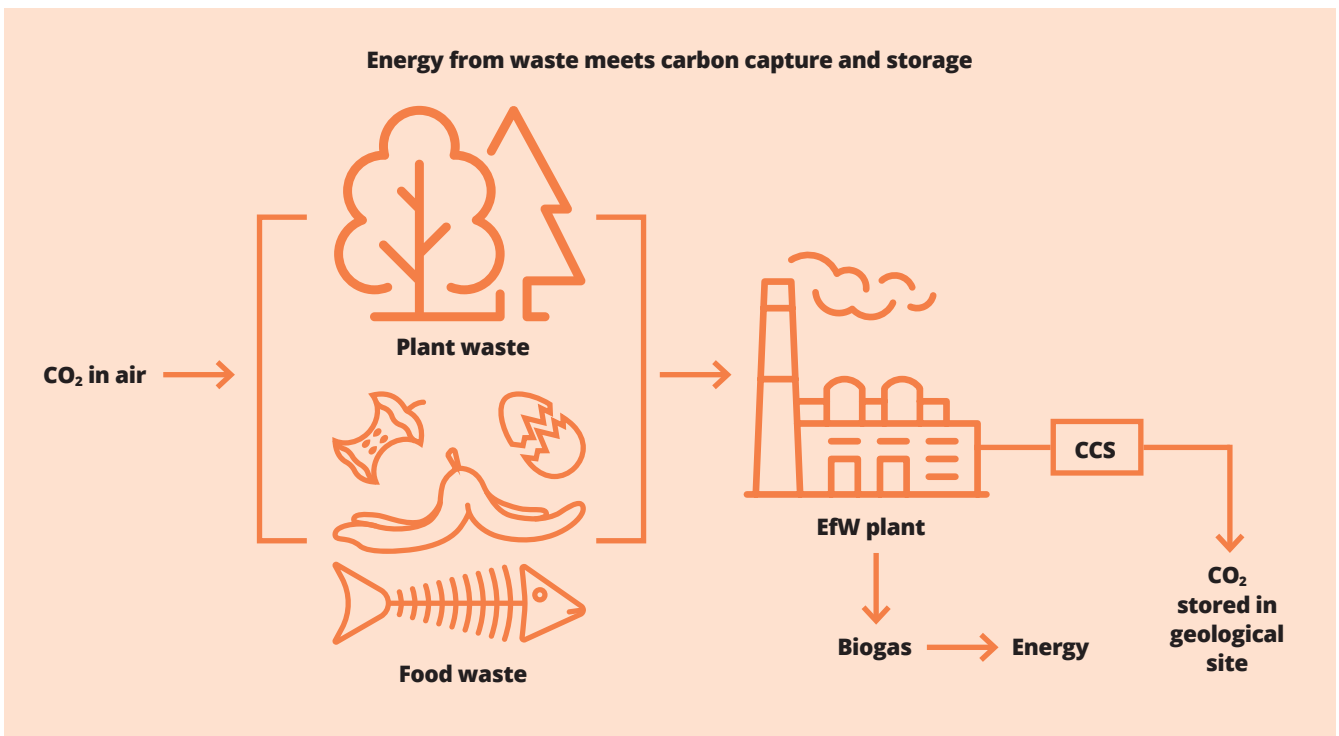 Energy from waste meets carbon capture and storage
Plant waste
CO₂ in air
CCS
EfW plant
CO₂
stored in
geological
site
Biogas
Energy
Food waste